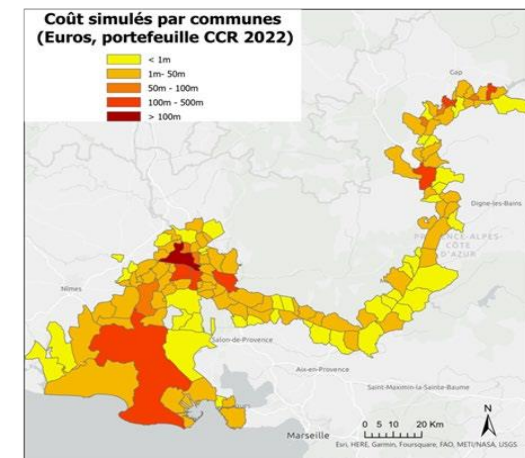 Coût simulés par communes
(Euros, portefeuille CCR 2022)
< 1m
1m- 50m
50m - 100m
100m - 500m
> 100m
Gap
Digne-les-Bains
PROVENCE-ALPES-
CÔTE
D'AZUR
Nîmes
Salon-de-Provence
Aix-en-Provence
Saint-Maximin-la-Sainte-Baume
Marseille
0 5 10 20 Km
N
Esri, HERE, Garmin, Foursquare, FAO, METI/NASA, USGS